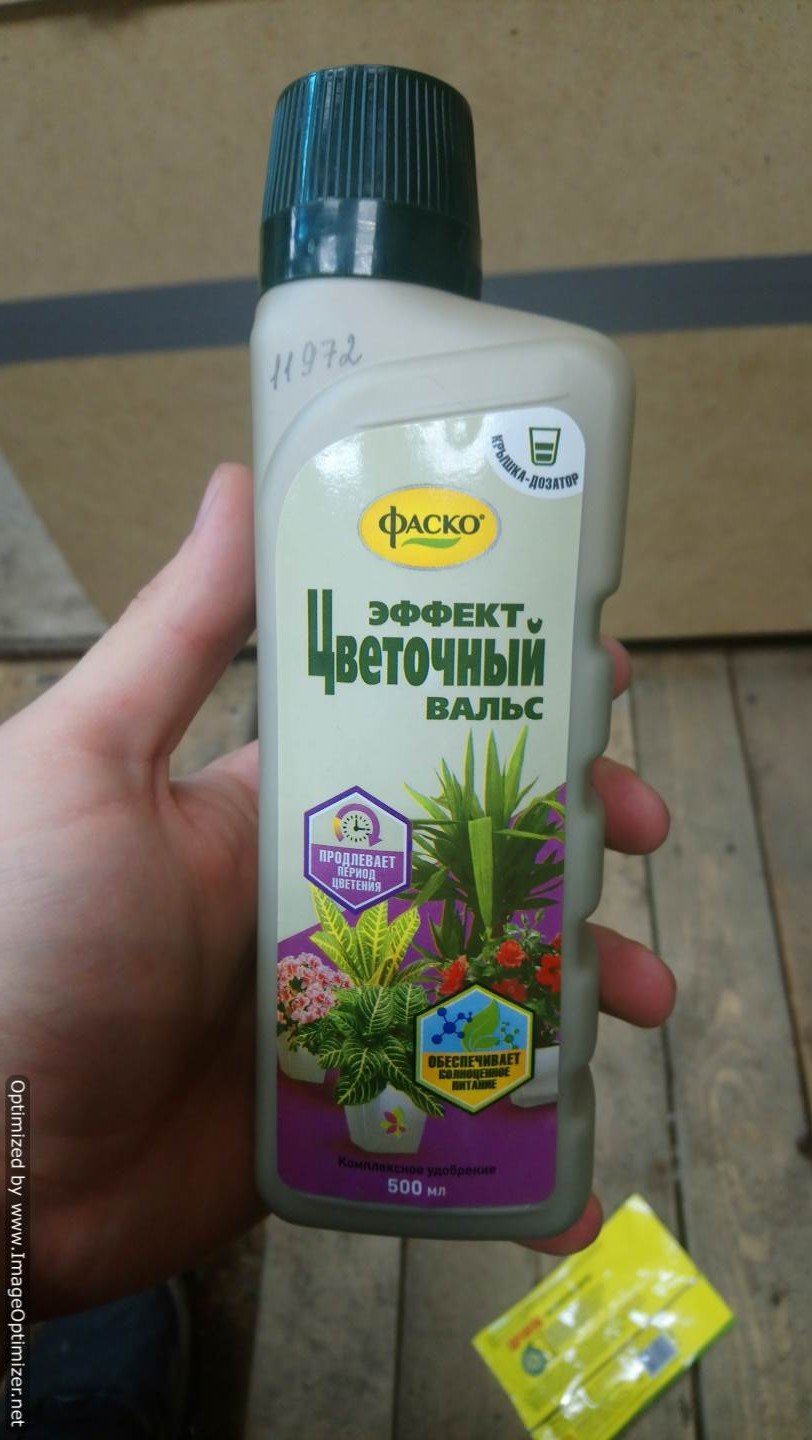 11972
КРЫШКА-ДОЗАТОР
ФАСКО®
ЭФФЕКТ
Цветочный
ВАЛЬС
ПРОДЛЕВАЕТ
ПЕРИОД
ЦВЕТЕНИЯ
ОБЕСПЕЧИВАЕТ
ПОЛНОЦЕННОЕ
ПИТАНИЕ
Комплексное удобрение
500 мл
Optimized by www.ImageOptimizer.net